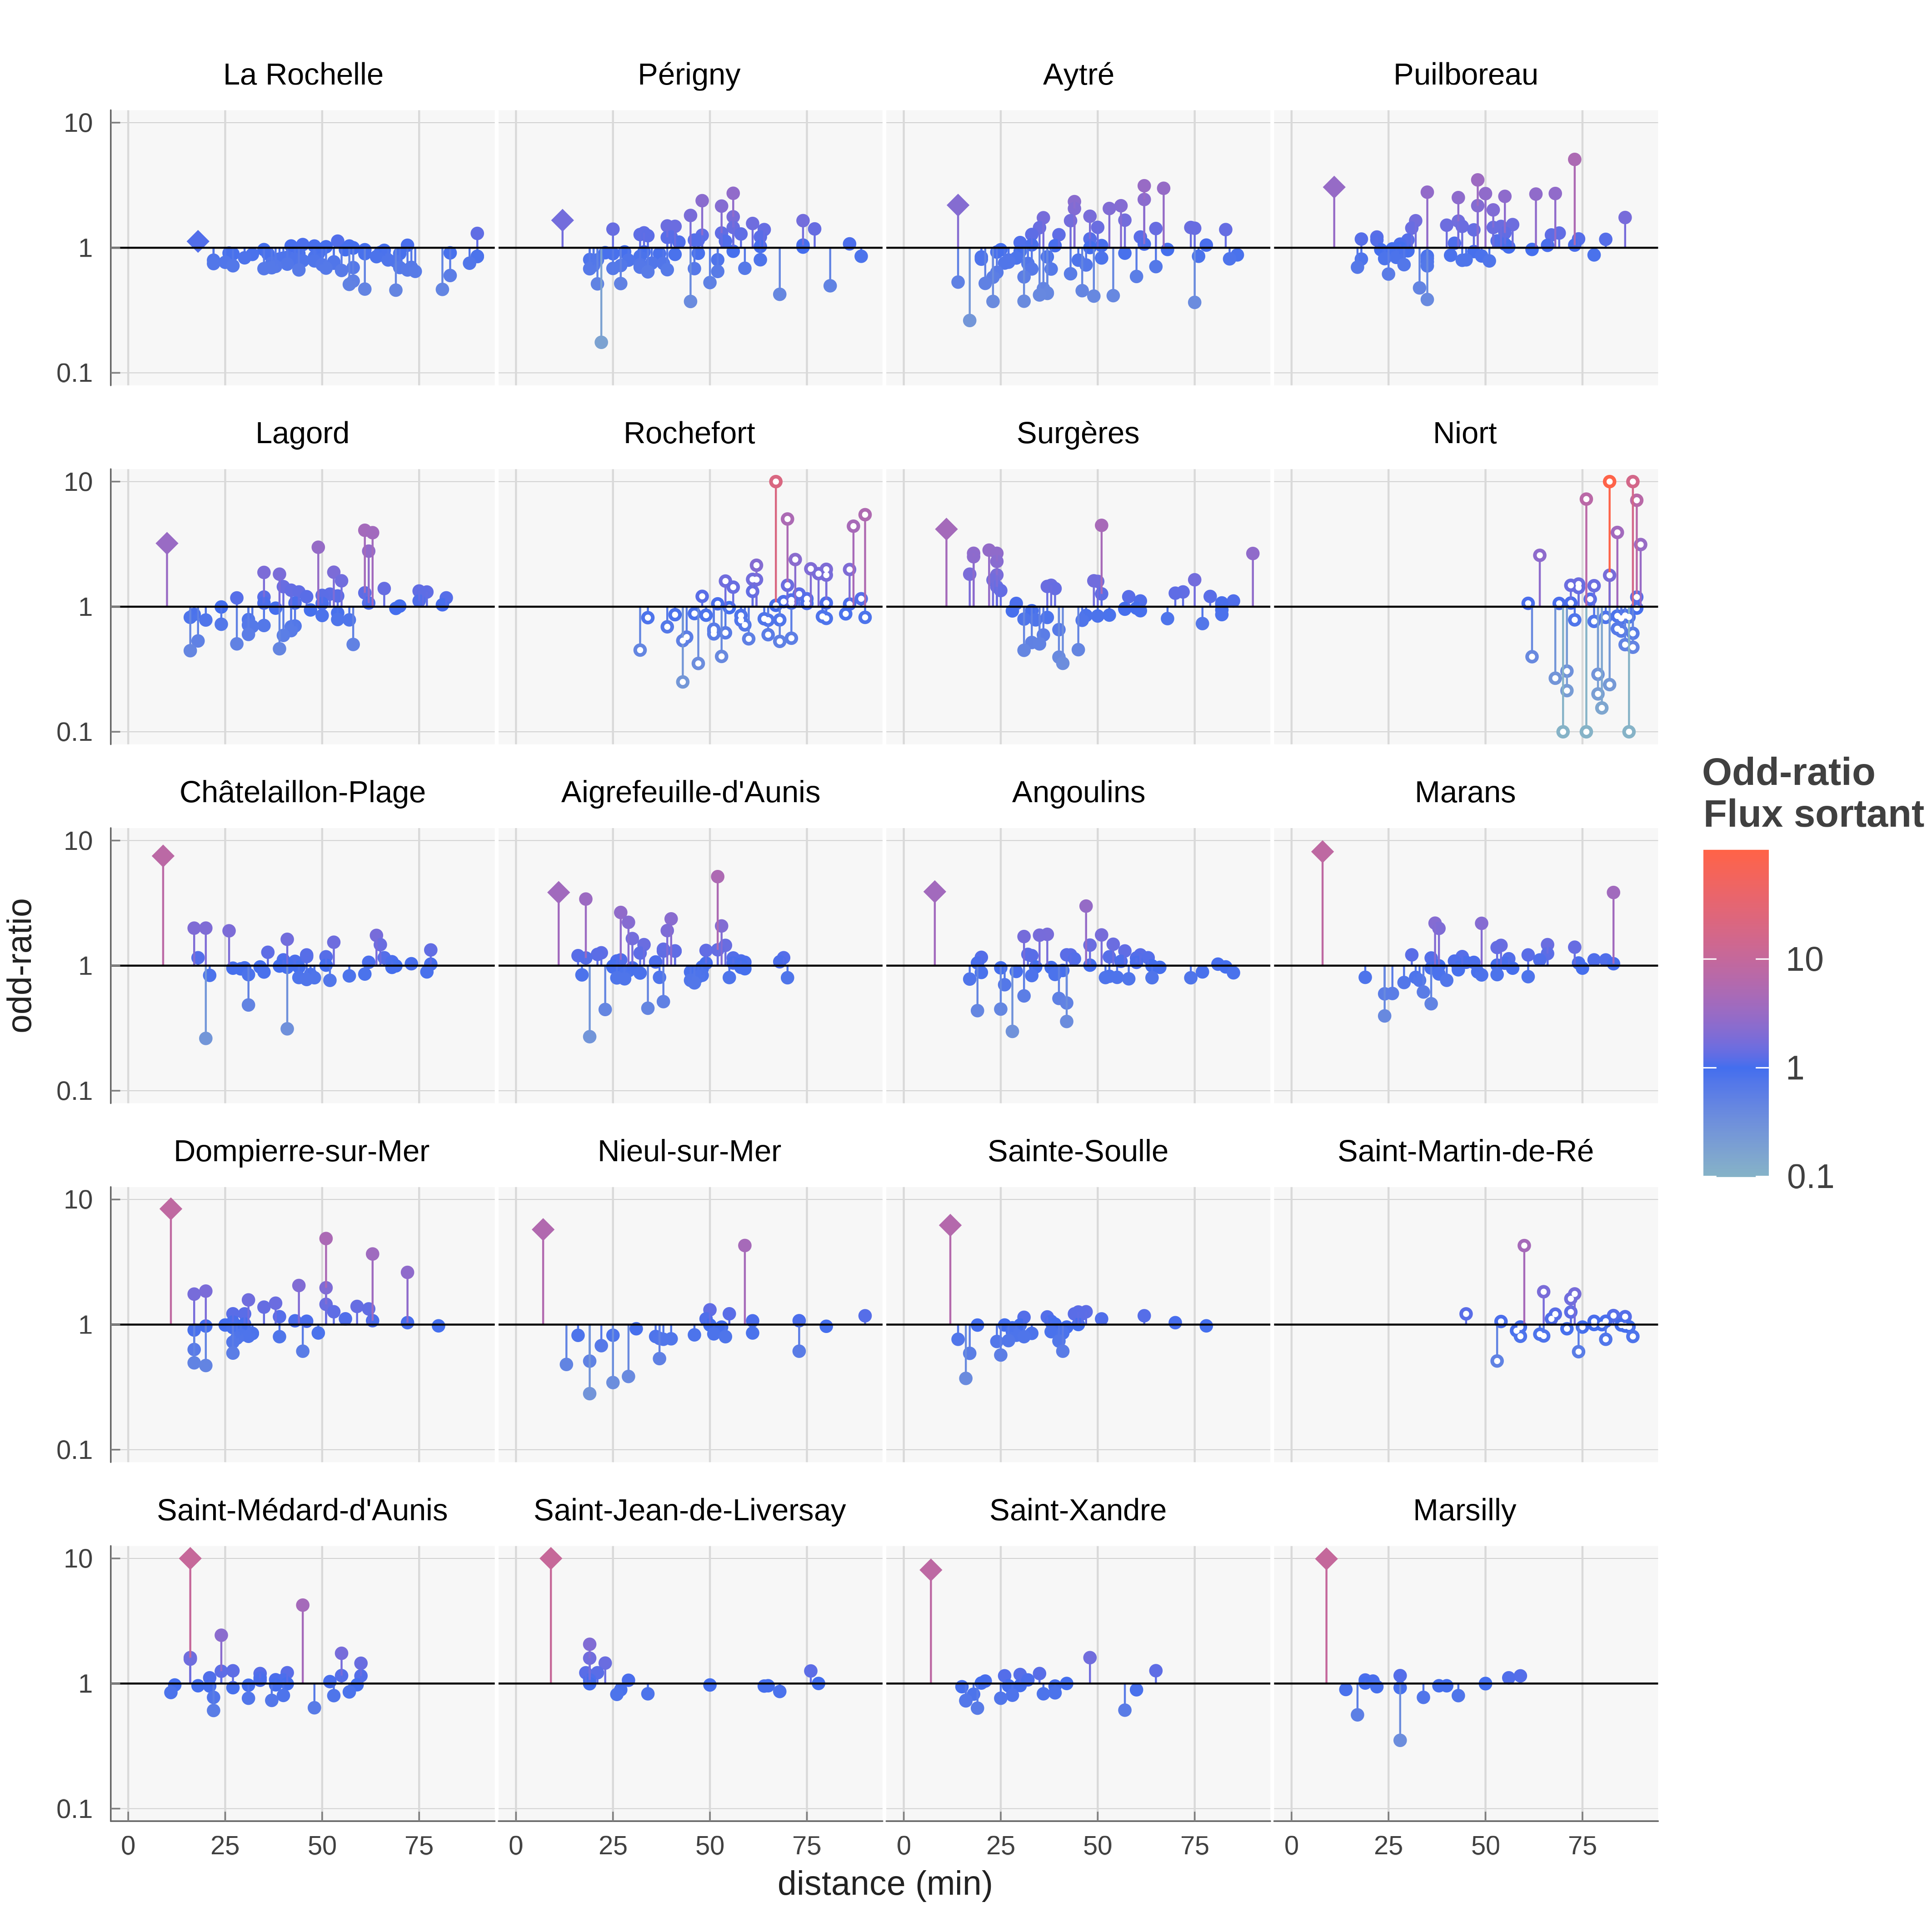 La Rochelle Périgny Aytré Puilboreau
10
1
0.1
Lagord Rochefort Surgères Niort
10
1
0.1
Châtelaillon-Plage Aigrefeuille-d'Aunis Angoulins Marans
10
1
0.1
Dompierre-sur-Mer Nieul-sur-Mer Sainte-Soulle Saint-Martin-de-Ré
10
1
0.1
Saint-Médard-d'Aunis Saint-Jean-de-Liversay Saint-Xandre Marsilly
10
1
0.1
0 25 50 75 0 25 50 75 0 25 50 75 0 25 50 75
distance (min)
odd-ratio
Odd-ratio
Flux sortant
10
1
0.1